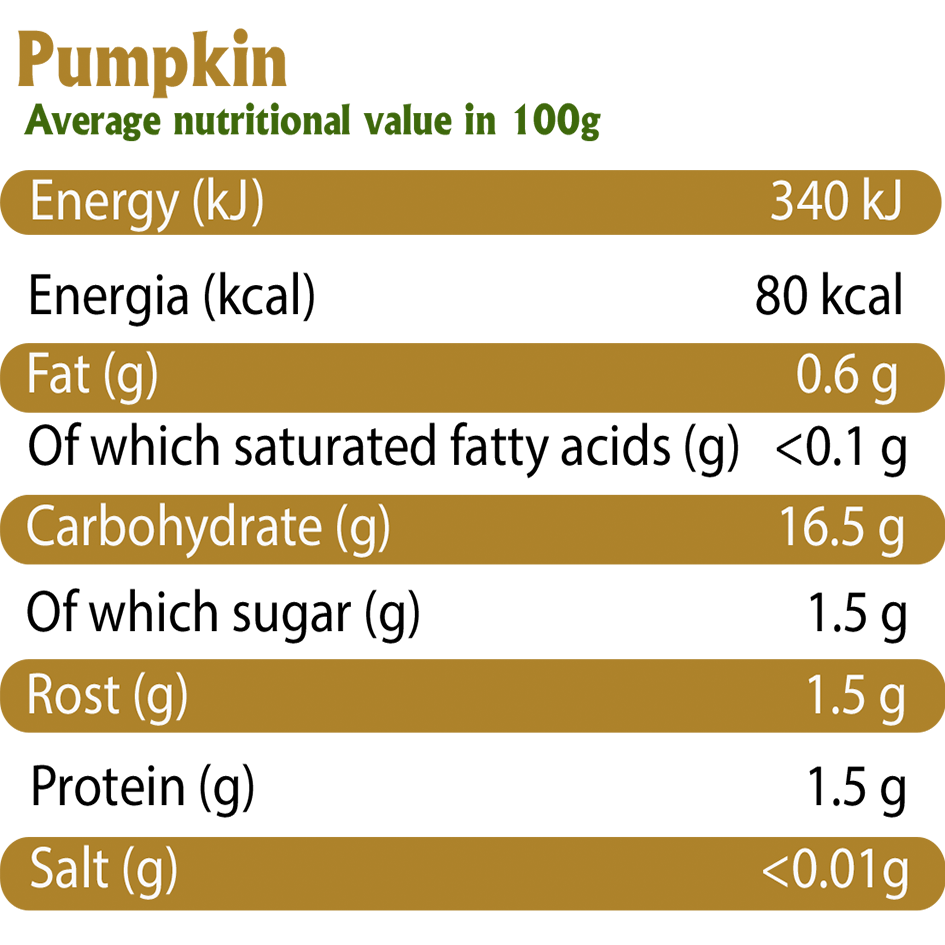 Pumpkin
Average nutritional value in 100g
Energy (kJ) 340 kJ
Energia (kcal) 80 kcal
Fat (g) 0.6 g
Of which saturated fatty acids (g) <0.1 g
Carbohydrate (g) 16.5 g
Of which sugar (g) 1.5 g
Rost (g) 1.5 g
Protein (g) 1.5 g
Salt (g) <0.01g